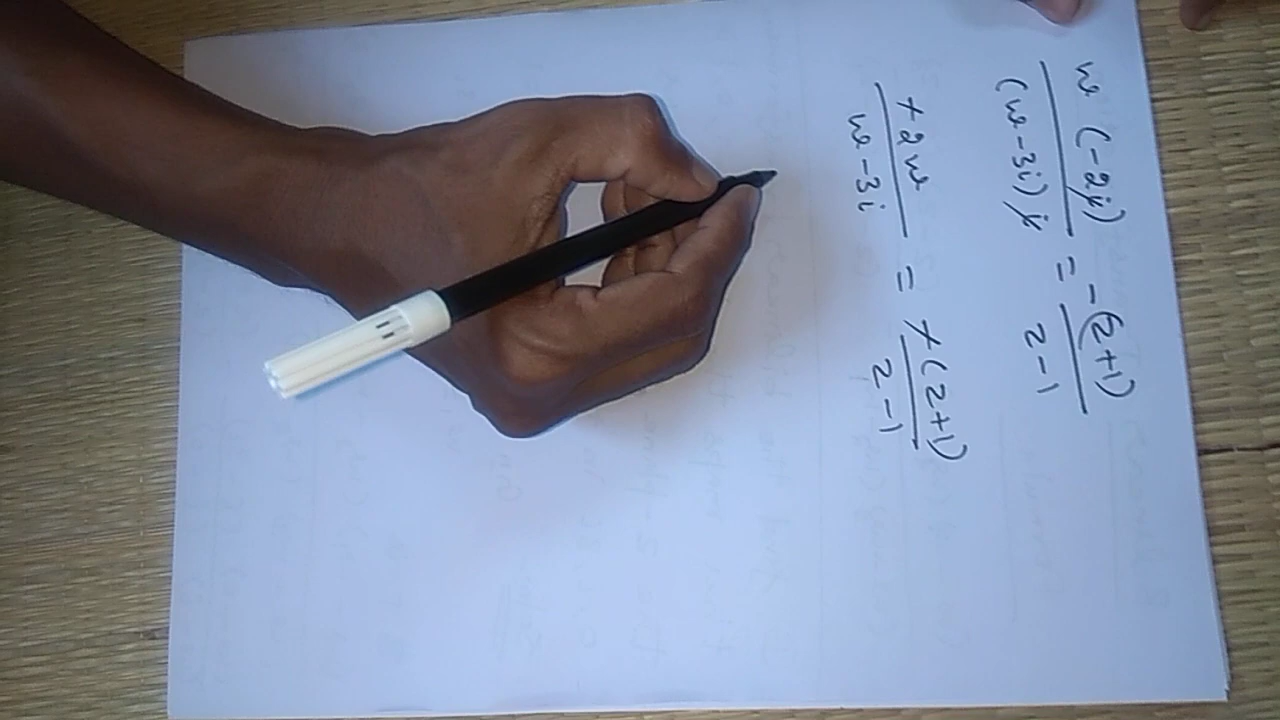 w (-2i) / (w-3i) i = -(z+1) / z-1
+2w / w-3i = +(z+1) / z-1